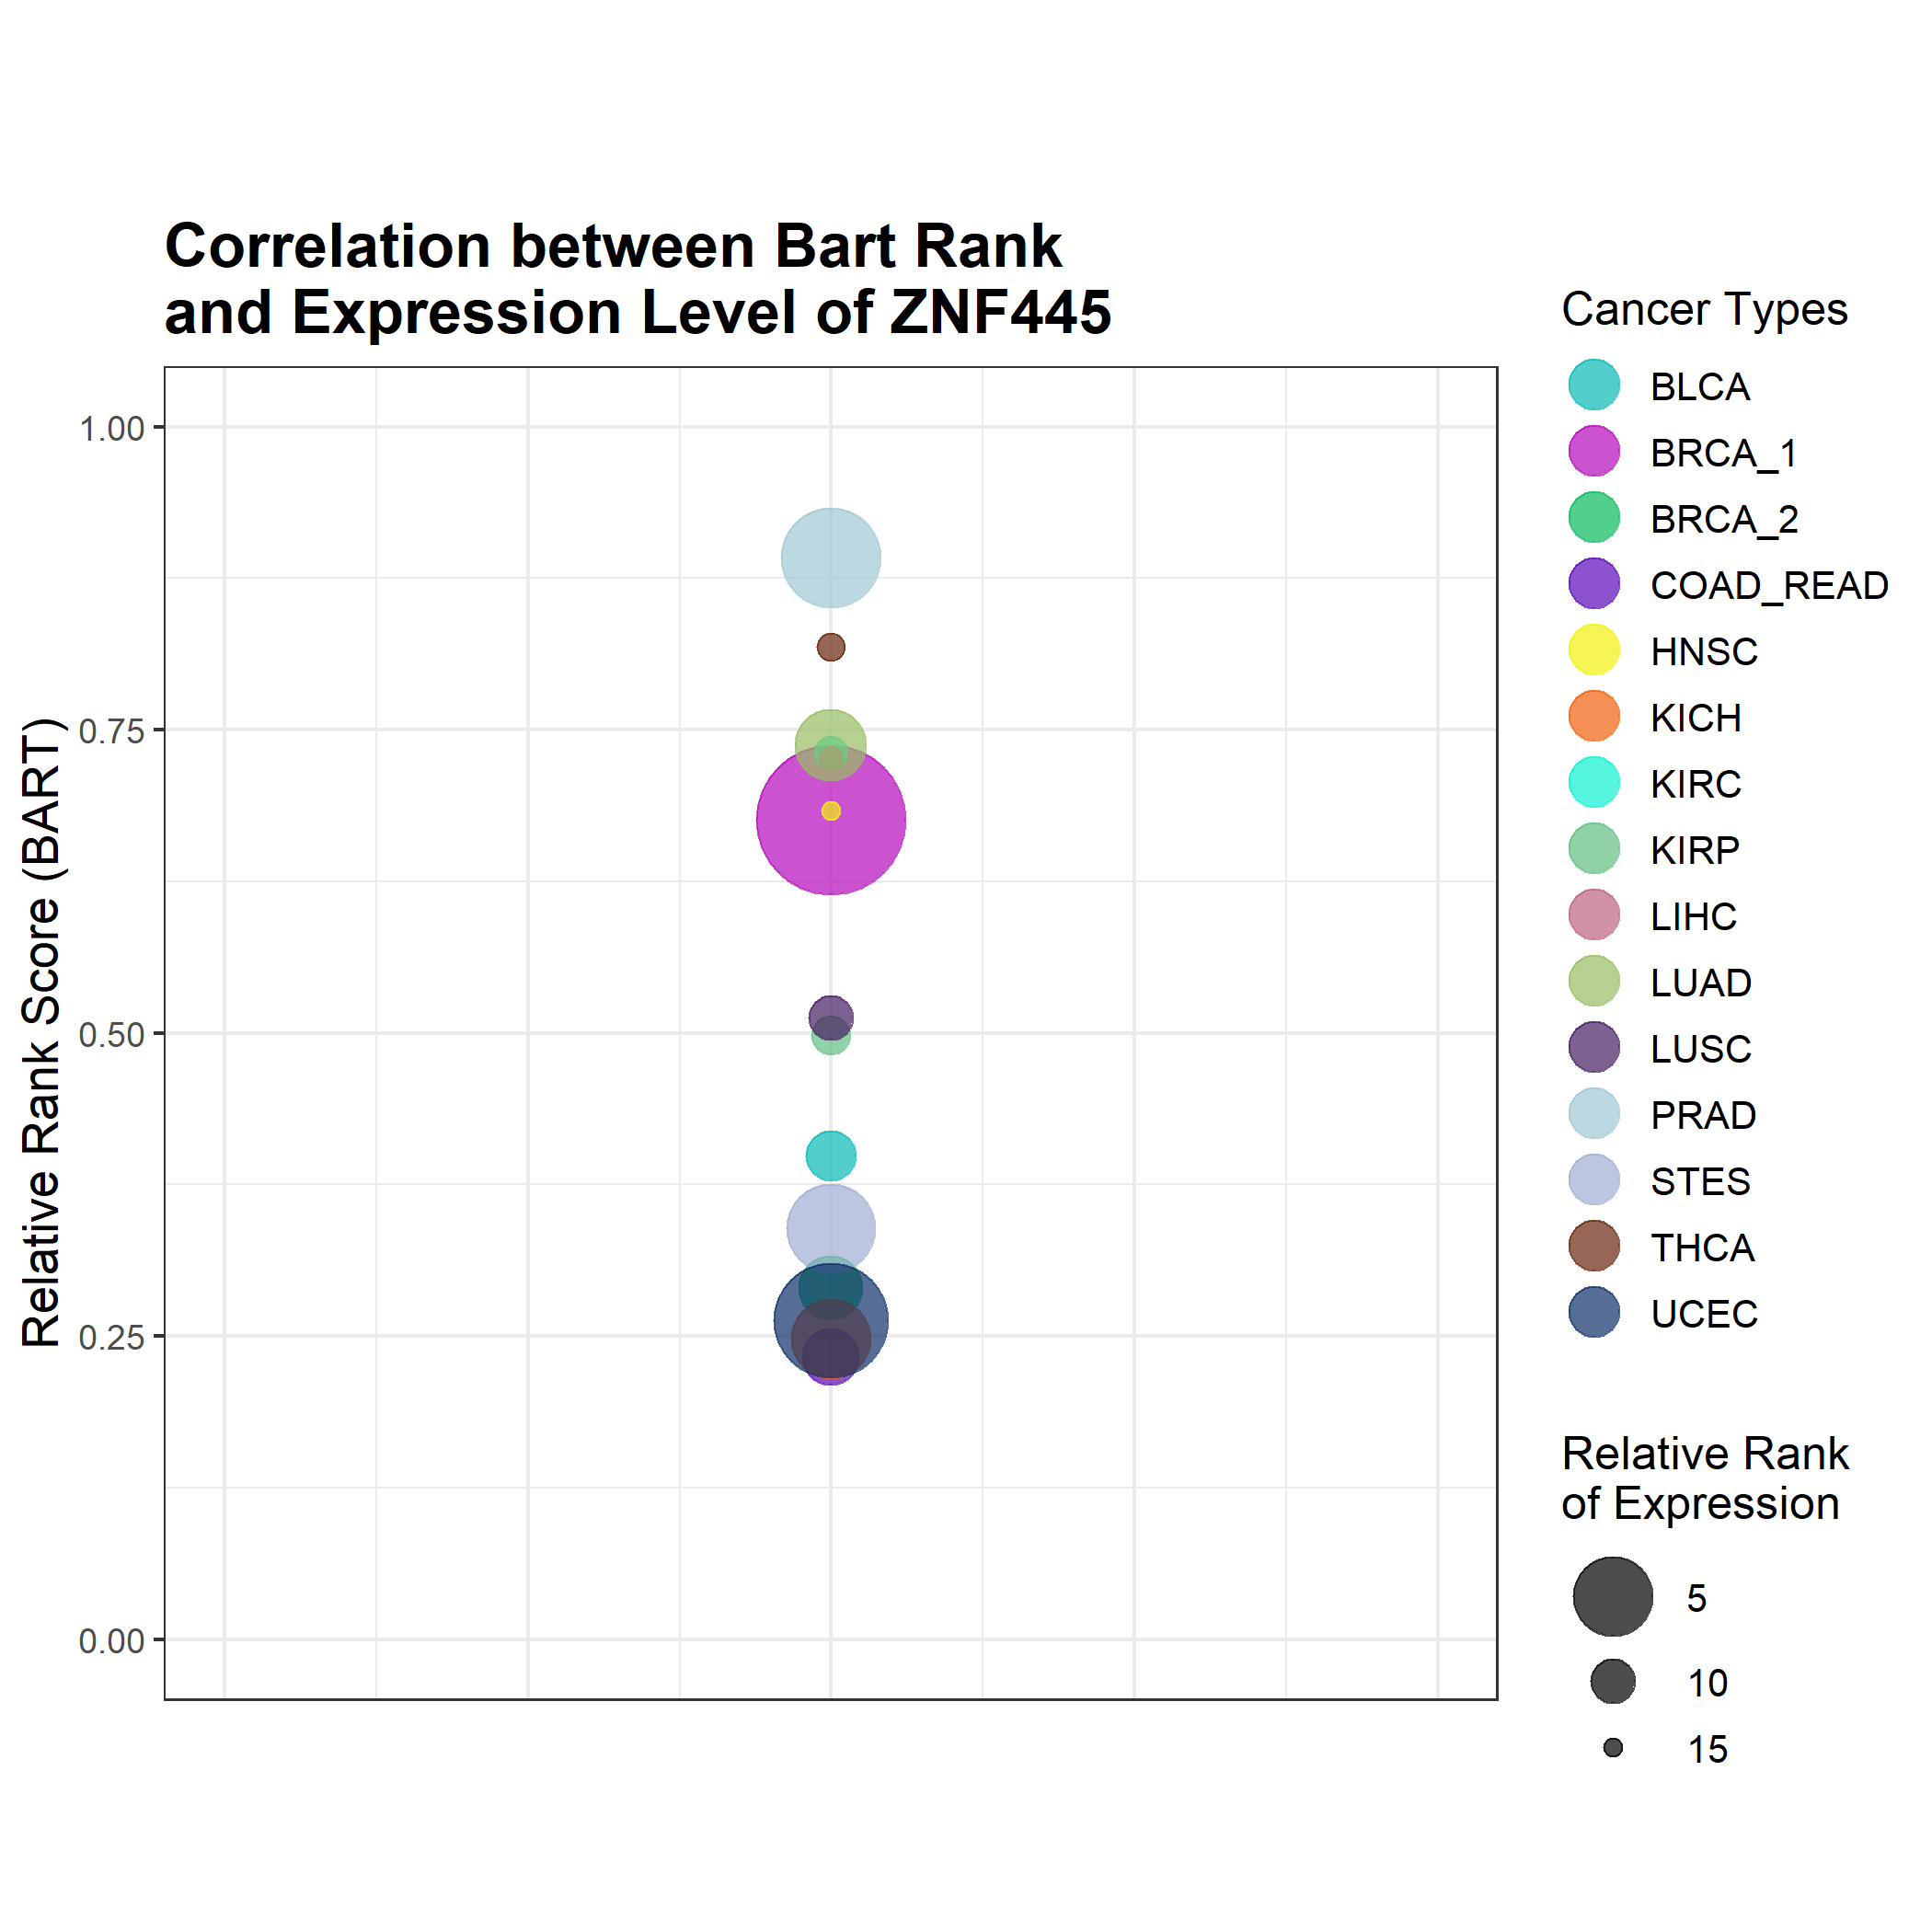 Correlation between Bart Rank
and Expression Level of ZNF445
Relative Rank Score (BART)
1.00
0.75
0.50
0.25
0.00
Cancer Types
BLCA
BRCA_1
BRCA_2
COAD_READ
HNSC
KICH
KIRC
KIRP
LIHC
LUAD
LUSC
PRAD
STES
THCA
UCEC
Relative Rank
of Expression
5
10
15